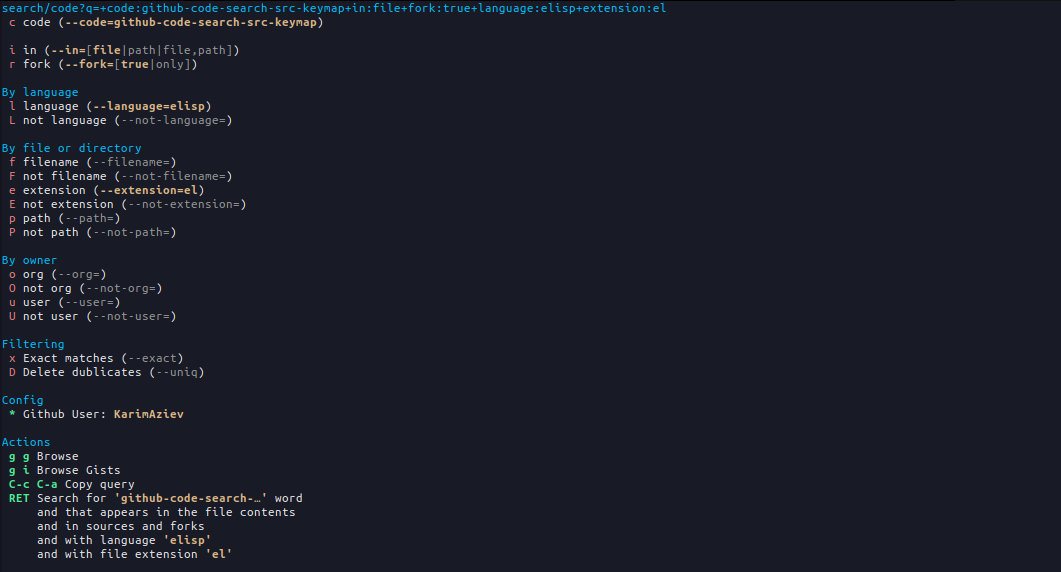 search/code?q=+code:github-code-search-src-keymap+in:file+fork:true+language:elisp+extension:el
c code (--code=github-code-search-src-keymap)
i in (--in=[file|path|file,path])
r fork (--fork=[true|only])
By language
l language (--language=elisp)
L not language (--not-language=)
By file or directory
f filename (--filename=)
F not filename (--not-filename=)
e extension (--extension=el)
E not extension (--not-extension=)
p path (--path=)
P not path (--not-path=)
By owner
o org (--org=)
O not org (--not-org=)
u user (--user=)
U not user (--not-user=)
Filtering
x Exact matches (--exact)
D Delete dublicates (--uniq)
Config
* Github User: KarimAziev
Actions
g g Browse
g i Browse Gists
C-c C-a Copy query
RET Search for 'github-code-search-…' word
and that appears in the file contents
and in sources and forks
and with language 'elisp'
and with file extension 'el'